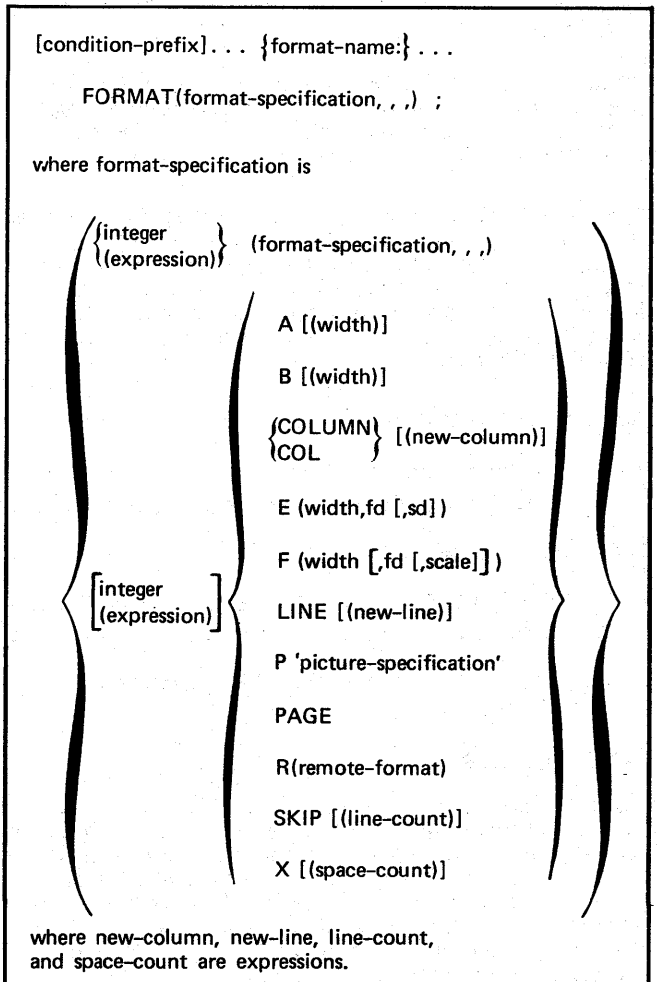 [condition-prefix]. . . {format-name:} . . .
FORMAT(format-specification, , ,) ;
where format-specification is
{integer
(expression)} (format-specification, , ,)
A [(width)]
B [(width)]
{COLUMN
COL} [(new-column)]
E (width,fd [,sd])
F (width [,fd [,scale]])
[integer
(expression)]
LINE [(new-line)]
P 'picture-specification'
PAGE
R(remote-format)
SKIP [(line-count)]
X [(space-count)]
where new-column, new-line, line-count,
and space-count are expressions.